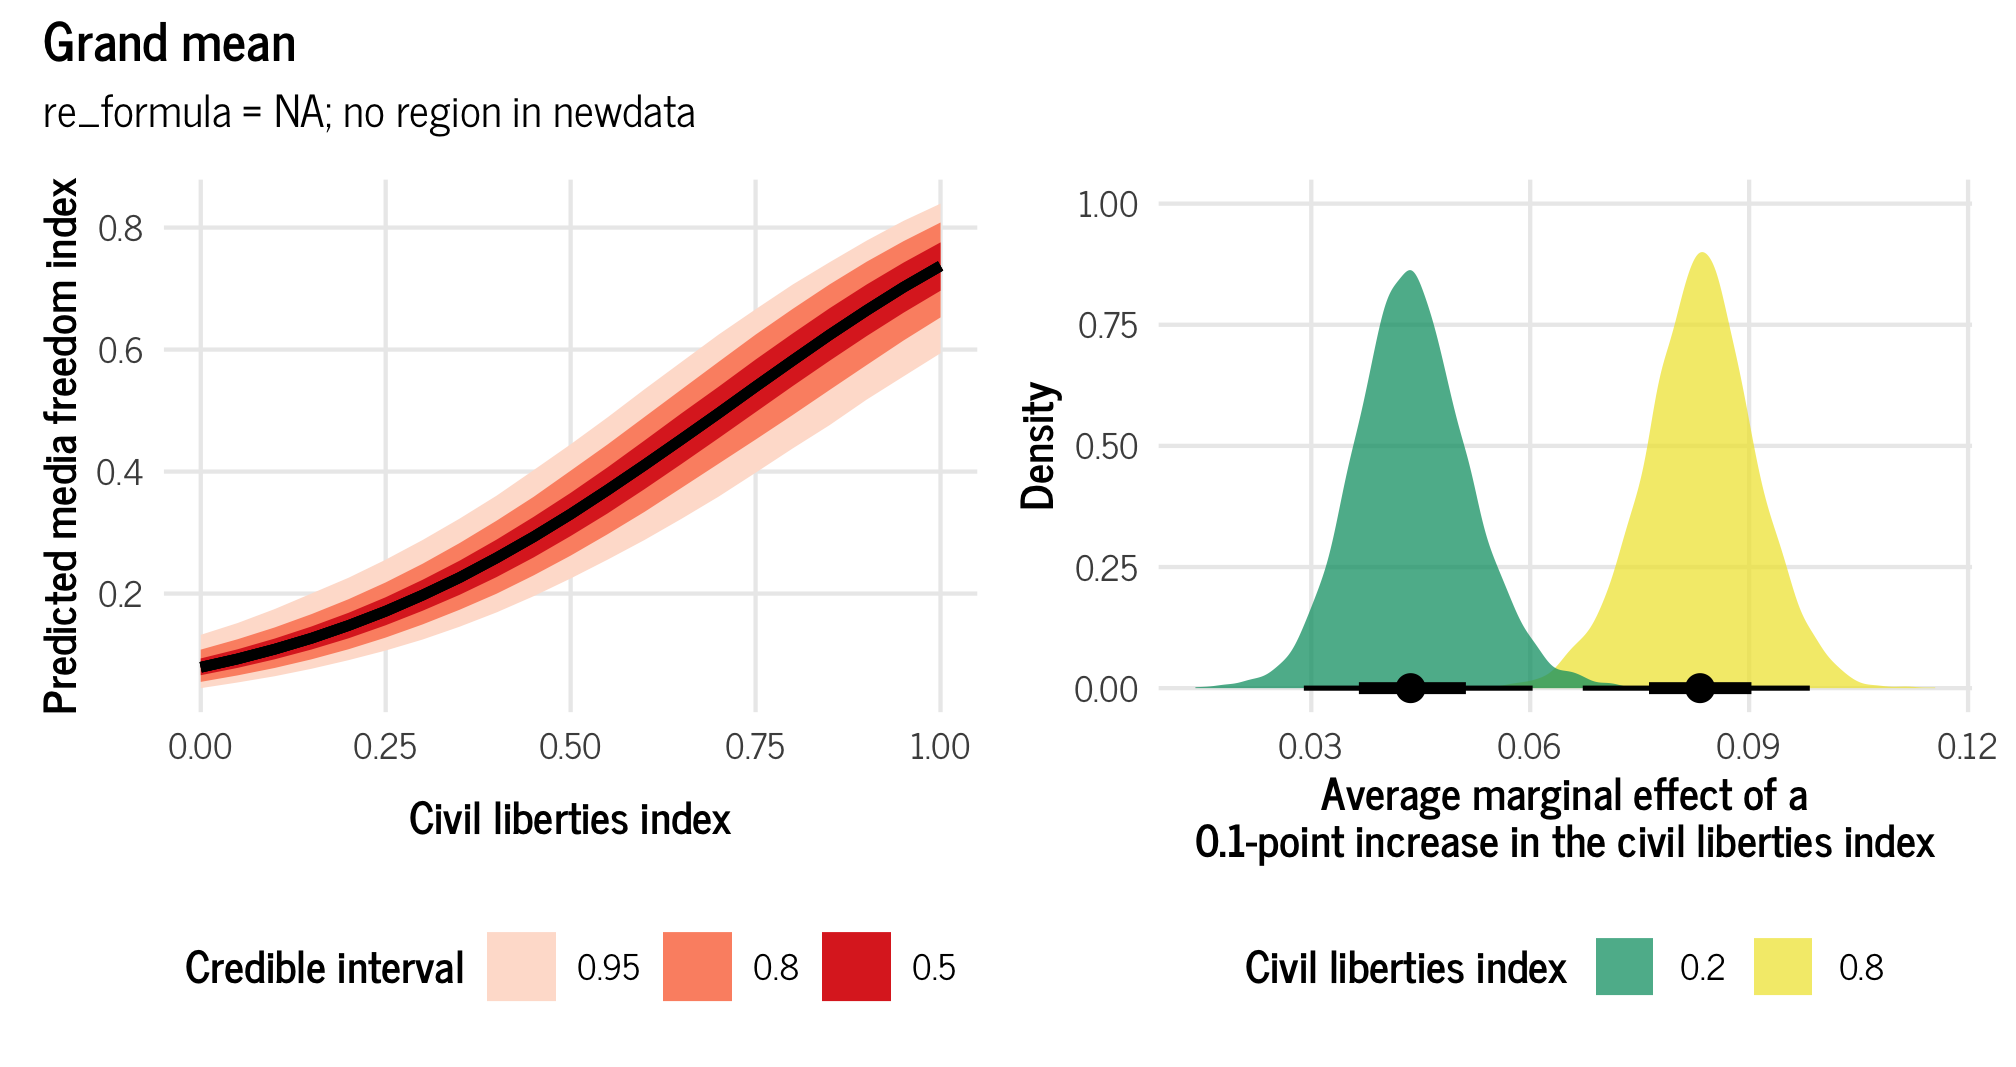 Grand mean
re_formula = NA; no region in newdata
Predicted media freedom index
0.8
0.6
0.4
0.2
0.00 0.25 0.50 0.75 1.00
Civil liberties index
Credible interval 0.95 0.8 0.5
Density
1.00
0.75
0.50
0.25
0.00
0.03 0.06 0.09 0.12
Average marginal effect of a
0.1-point increase in the civil liberties index
Civil liberties index 0.2 0.8